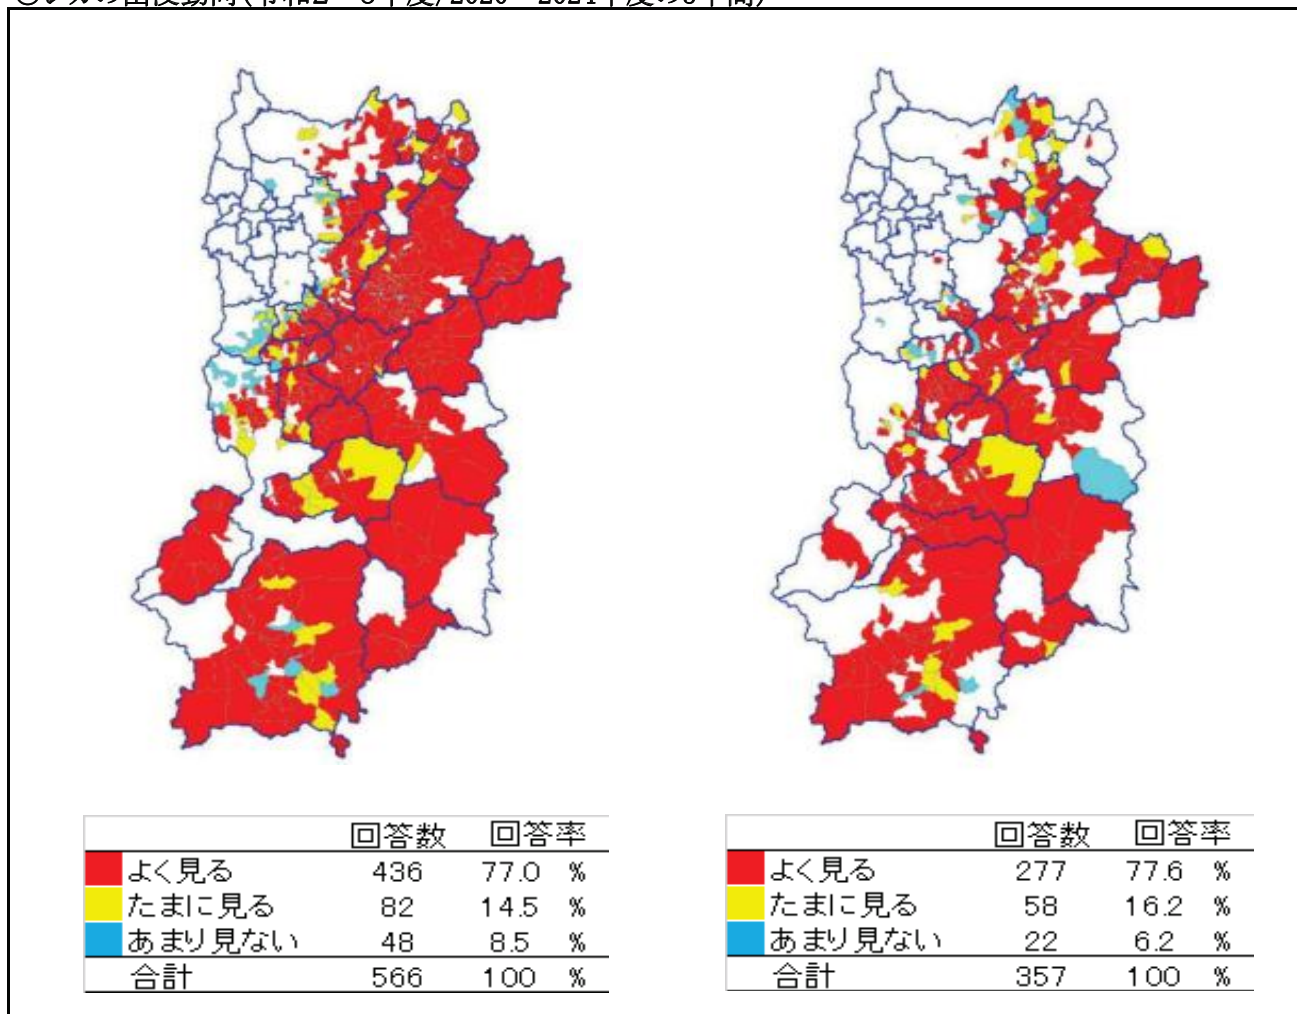 回答数 回答率
よく見る 436 77.0 %
たまに見る 82 14.5 %
あまり見ない 48 8.5 %
合計 566 100 %
回答数 回答率
よく見る 277 77.6 %
たまに見る 58 16.2 %
あまり見ない 22 6.2 %
合計 357 100 %